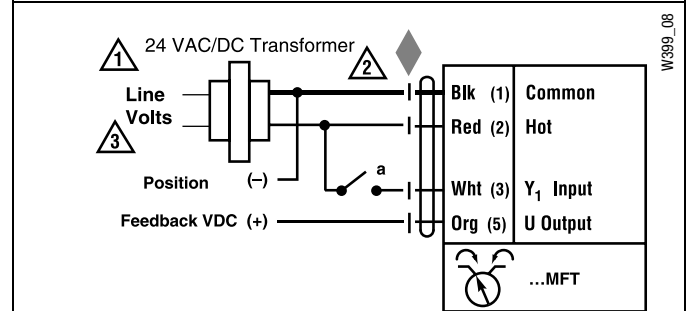 W399_08
24 VAC/DC Transformer
1
2
Line
Volts
3
Blk (1) Common
Red (2) Hot
a
Position (–)
Wht (3) Y₁ Input
Feedback VDC (+)
Org (5) U Output
...MFT